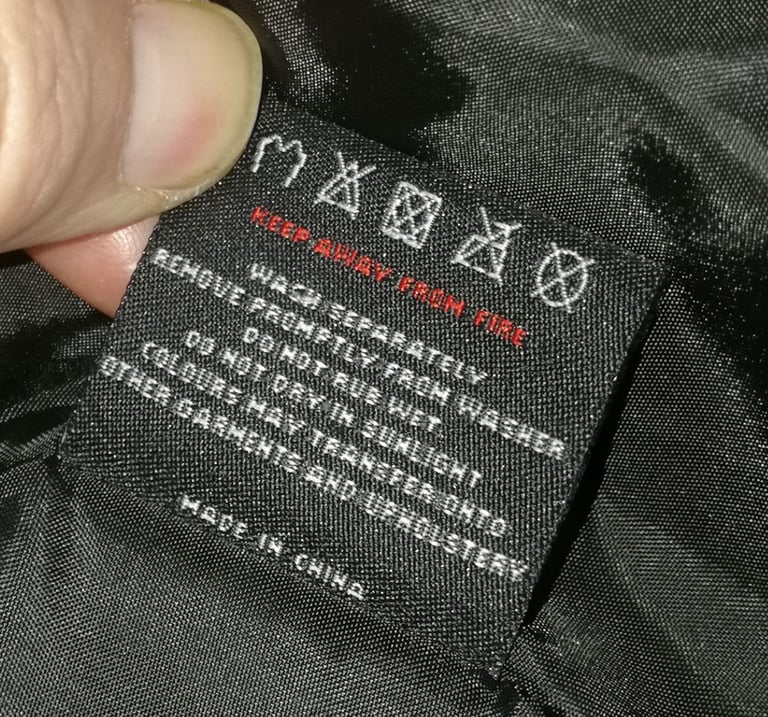 KEEP AWAY FROM FIRE
WASH SEPARATELY
REMOVE PROMPTLY FROM WASHER
DO NOT RUB WET.
DO NOT DRY IN SUNLIGHT
COLOURS MAY TRANSFER ONTO
OTHER GARMENTS AND UPHOLSTERY
MADE IN CHINA